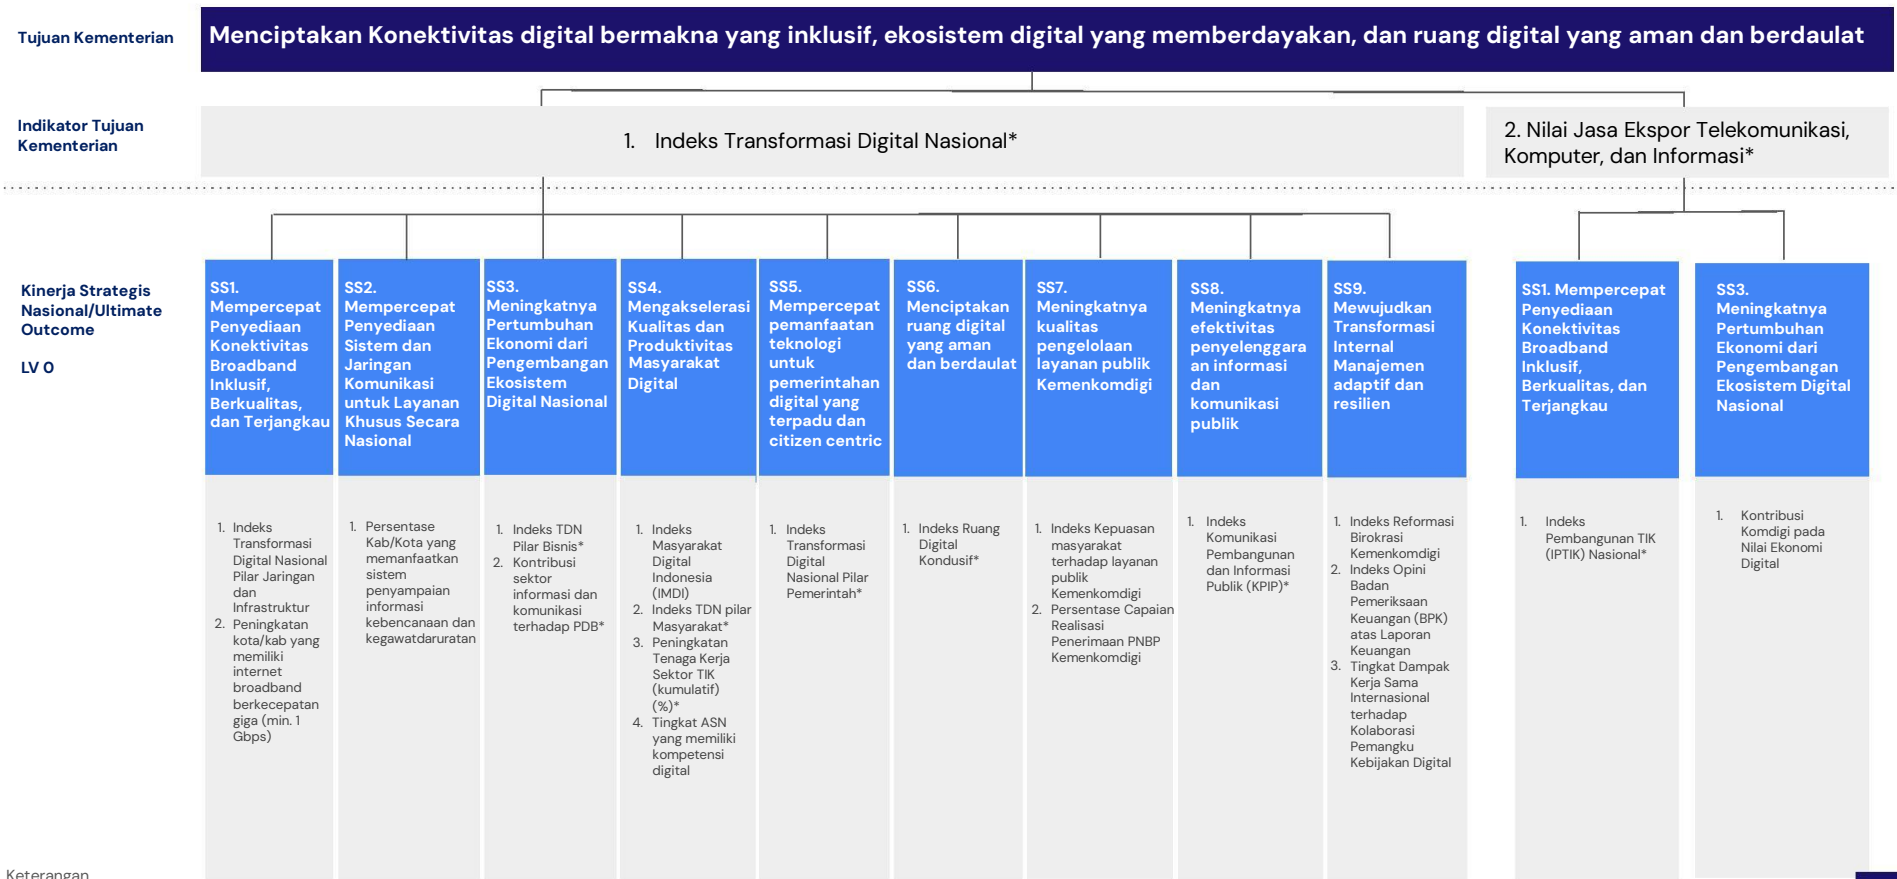 Tujuan Kementerian
Menciptakan Konektivitas digital bermakna yang inklusif, ekosistem digital yang memberdayakan, dan ruang digital yang aman dan berdaulat
Indikator Tujuan
Kementerian
1. Indeks Transformasi Digital Nasional*
2. Nilai Jasa Ekspor Telekomunikasi,
Komputer, dan Informasi*
Kinerja Strategis
Nasional/Ultimate
Outcome
LV 0
SS1.
Mempercepat
Penyediaan
Konektivitas
Broadband
Inklusif,
Berkualitas,
dan Terjangkau
SS2.
Mempercepat
Penyediaan
Sistem dan
Jaringan
Komunikasi
untuk Layanan
Khusus Secara
Nasional
SS3.
Meningkatnya
Pertumbuhan
Ekonomi dari
Pengembangan
Ekosistem
Digital Nasional
SS4.
Mengakselerasi
Kualitas dan
Produktivitas
Masyarakat
Digital
SS5.
Mempercepat
pemanfaatan
teknologi
untuk
pemerintahan
digital yang
terpadu dan
citizen centric
SS6.
Menciptakan
ruang digital
yang aman
dan berdaulat
SS7.
Meningkatnya
kualitas
pengelolaan
layanan publik
Kemenkomdigi
SS8.
Meningkatnya
efektivitas
penyelenggara
an informasi
dan
komunikasi
publik
SS9.
Mewujudkan
Transformasi
Internal
Manajemen
adaptif dan
resilien
SS1. Mempercepat
Penyediaan
Konektivitas
Broadband
Inklusif,
Berkualitas, dan
Terjangkau
SS3.
Meningkatnya
Pertumbuhan
Ekonomi dari
Pengembangan
Ekosistem Digital
Nasional
1. Indeks
Transformasi
Digital Nasional
Pilar Jaringan
dan
Infrastruktur
2. Peningkatan
kota/kab yang
memiliki
internet
broadband
berkecepatan
giga (min. 1
Gbps)
1. Persentase
Kab/Kota yang
memanfaatkan
sistem
penyampaian
informasi
kebencanaan dan
kegawatdaruratan
1. Indeks TDN
Pilar Bisnis*
2. Kontribusi
sektor
informasi dan
komunikasi
terhadap PDB*
1. Indeks
Masyarakat
Digital
Indonesia
(IMDI)
2. Indeks TDN pilar
Masyarakat*
3. Peningkatan
Tenaga Kerja
Sektor TIK
(kumulatif)
(%)*
4. Tingkat ASN
yang memiliki
kompetensi
digital
1. Indeks
Transformasi
Digital
Nasional Pilar
Pemerintah*
1. Indeks Ruang
Digital
Kondusif*
1. Indeks Kepuasan
masyarakat
terhadap layanan
publik
Kemenkomdigi
2. Persentase Capaian
Realisasi
Penerimaan PNBP
Kemenkomdigi
1. Indeks
Komunikasi
Pembangunan
dan Informasi
Publik (KPIP)*
1. Indeks Reformasi
Birokrasi
Kemenkomdigi
2. Indeks Opini
Badan
Pemeriksaan
Keuangan (BPK)
atas Laporan
Keuangan
3. Tingkat Dampak
Kerja Sama
Internasional
terhadap
Kolaborasi
Pemangku
Kebijakan Digital
1. Indeks
Pembangunan TIK
(IPTIK) Nasional*
1. Kontribusi
Komdigi pada
Nilai Ekonomi
Digital
Keterangan